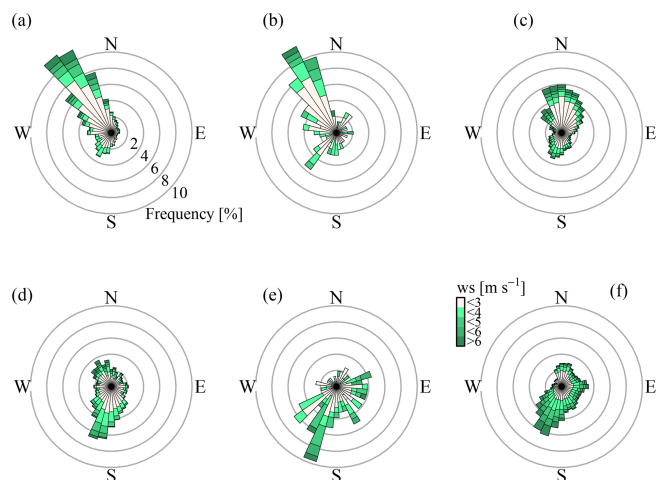 (a)
N
W
E
S
2
4
6
8
10
Frequency [%]
(b)
N
W
E
S
(c)
N
W
E
S
(d)
N
W
E
S
(e)
N
W
E
S
ws [m s⁻¹]
<3
<4
<5
<6
>6
(f)
N
W
E
S